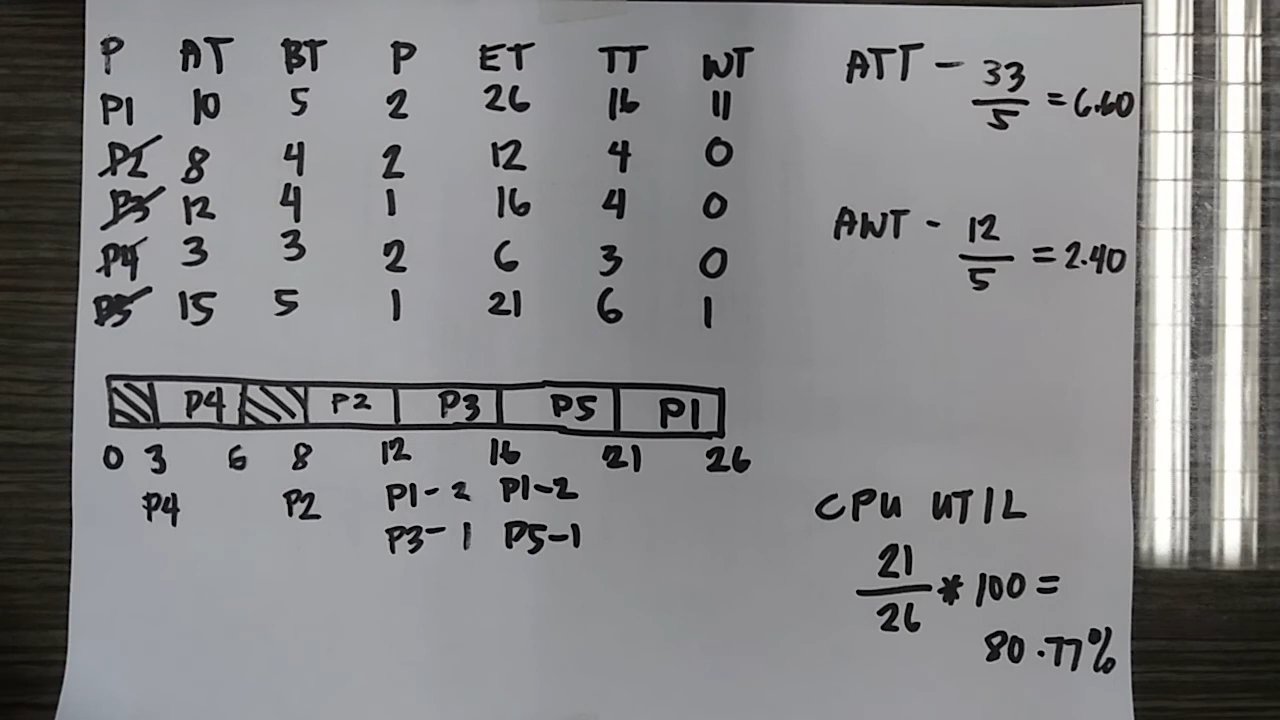 P AT BT P ET TT WT
P1 10 5 2 26 16 11
P2 8 4 2 12 4 0
P3 12 4 1 16 4 0
P4 3 3 2 6 3 0
P5 15 5 1 21 6 1
ATT - 33/5 = 6.60
AWT - 12/5 = 2.40
P4 P2 P3 P5 P1
0 3 6 8 12 16 21 26
P4 P2 P1-2 P1-2
P3-1 P5-1
CPU UTIL
21/26 * 100 =
80.77%